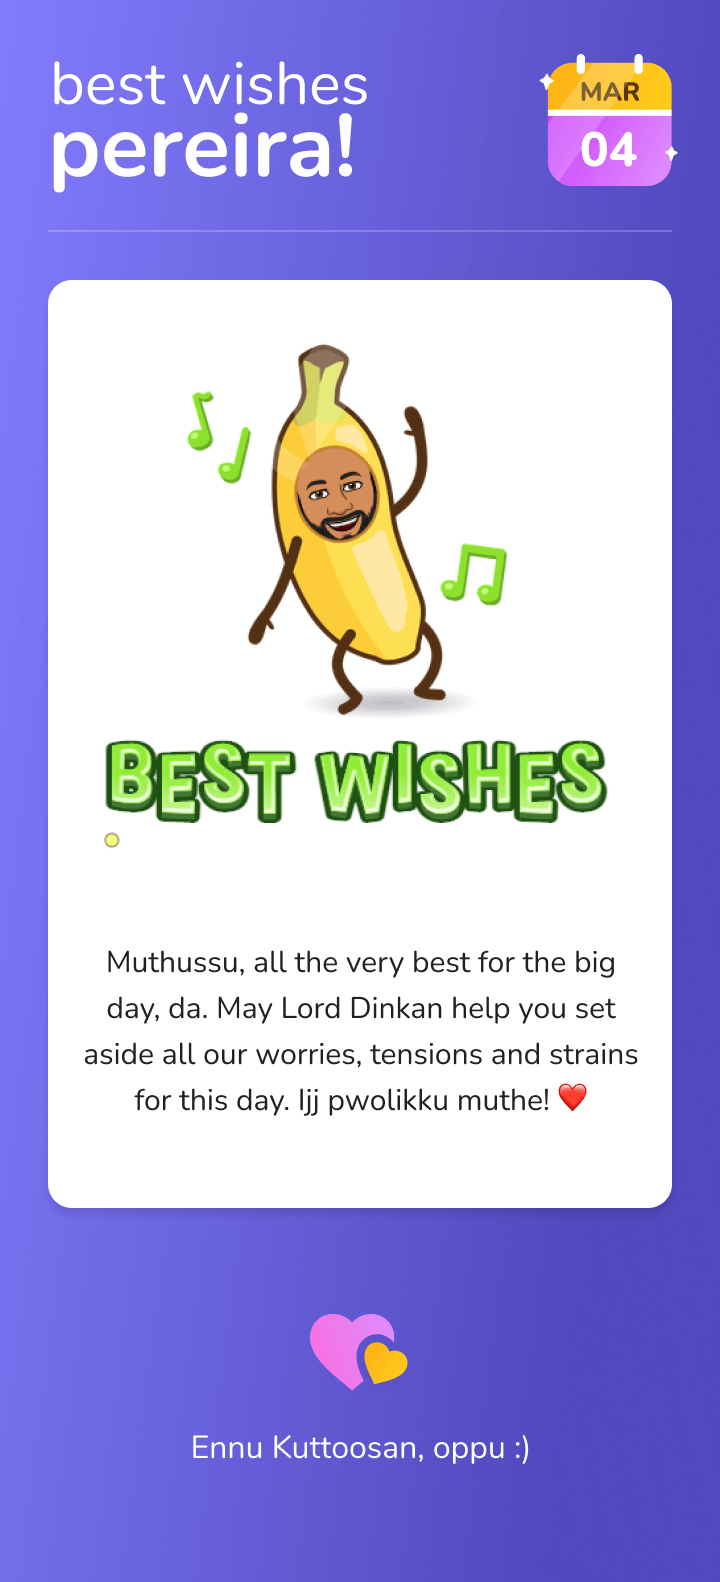 best wishes
pereira!
MAR
04
BEST WISHES
Muthussu, all the very best for the big
day, da. May Lord Dinkan help you set
aside all our worries, tensions and strains
for this day. Ijj pwolikku muthe! ❤️
Ennu Kuttoosan, oppu :)